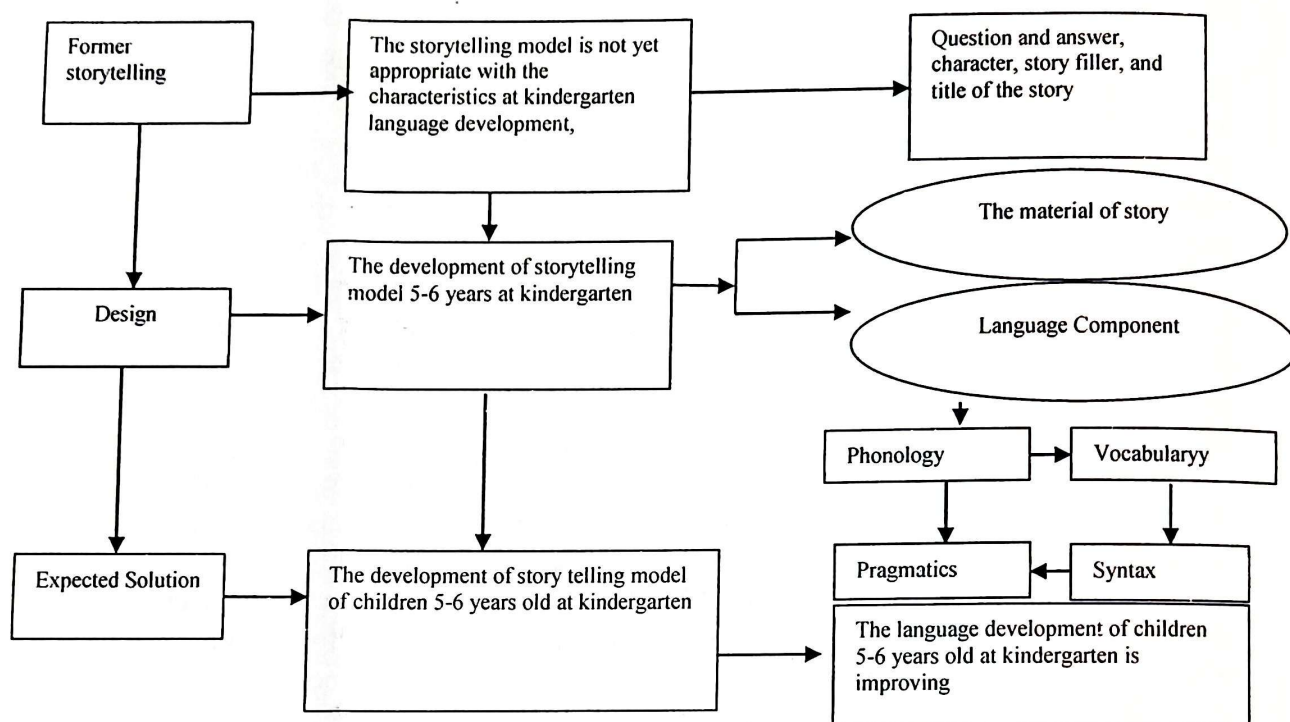 Former
storytelling
The storytelling model is not yet
appropriate with the
characteristics at kindergarten
language development,
Question and answer,
character, story filler, and
title of the story
The material of story
Design
The development of storytelling
model 5-6 years at kindergarten
Language Component
Phonology
Vocabularyy
Pragmatics
Syntax
Expected Solution
The development of story telling model
of children 5-6 years old at kindergarten
The language development of children
5-6 years old at kindergarten is
improving